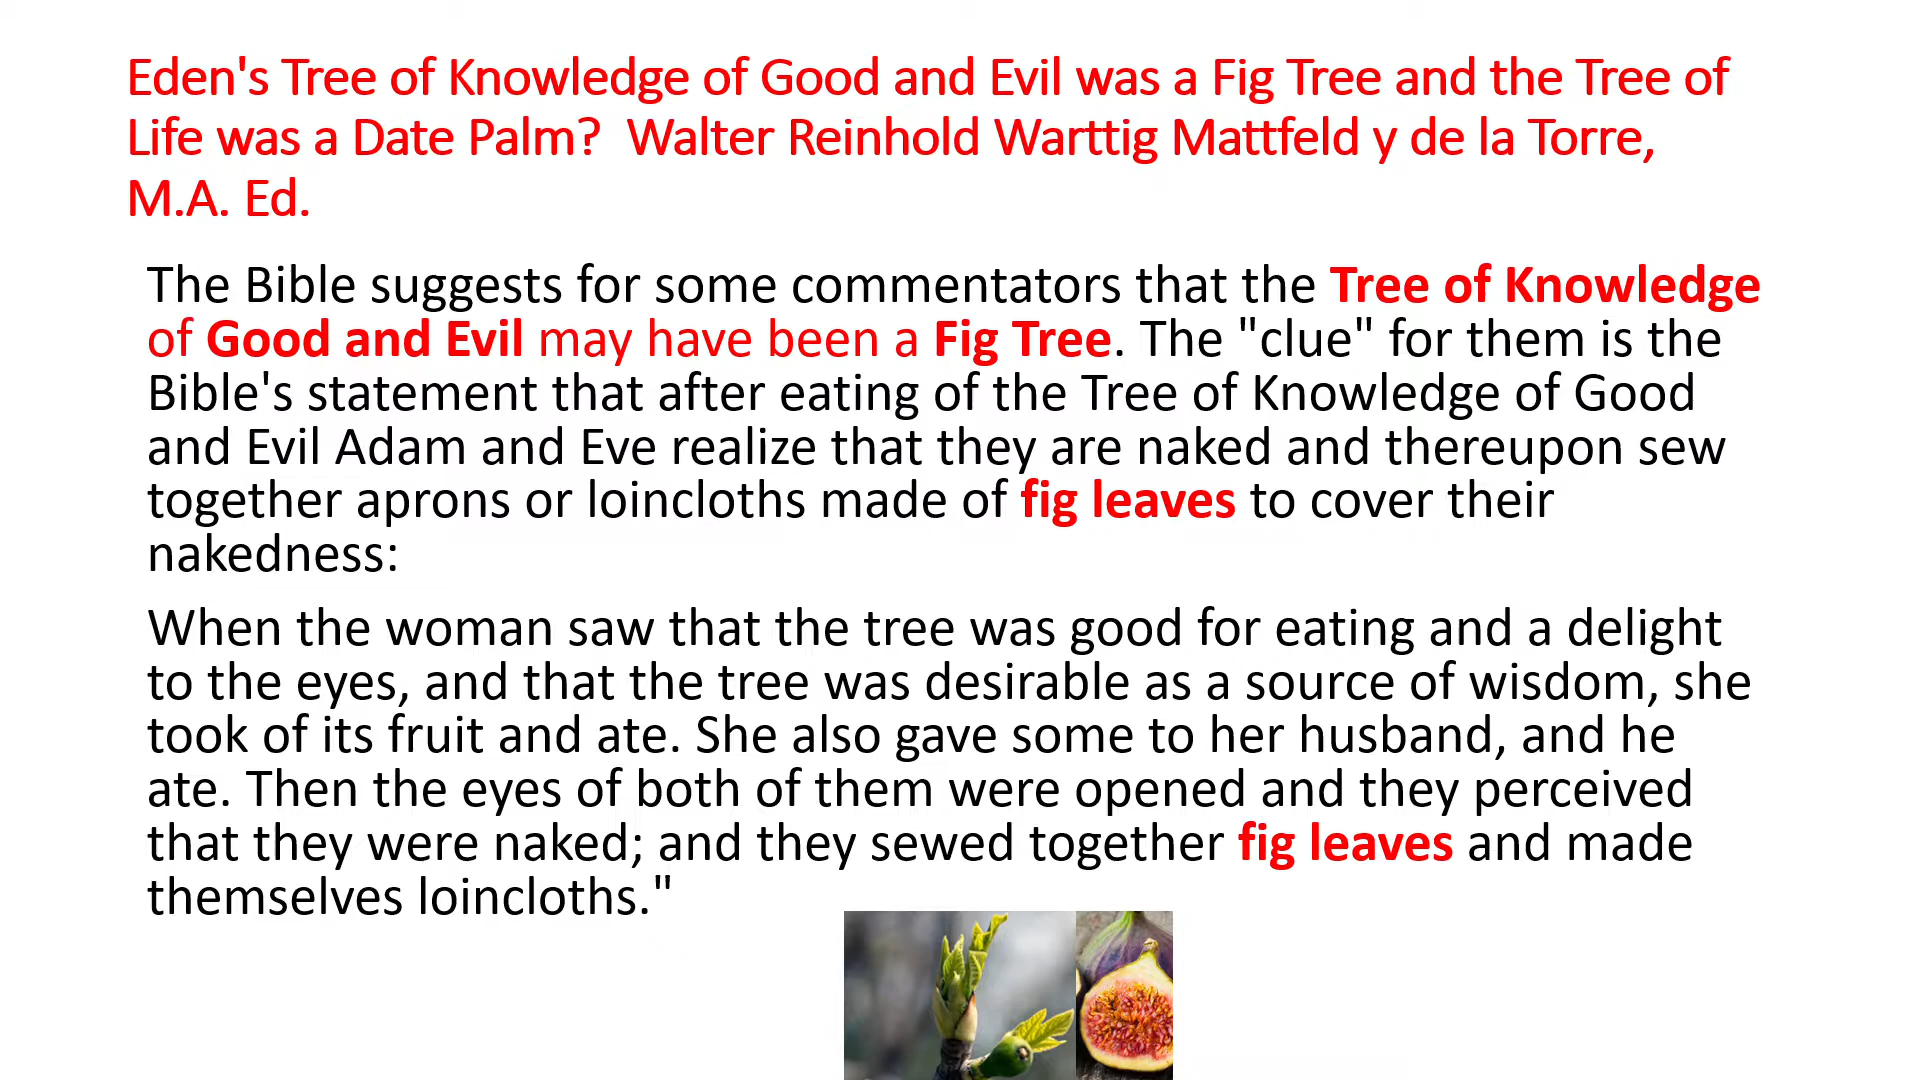 Eden's Tree of Knowledge of Good and Evil was a Fig Tree and the Tree of
Life was a Date Palm?  Walter Reinhold Warttig Mattfeld y de la Torre,
M.A. Ed.
The Bible suggests for some commentators that the Tree of Knowledge
of Good and Evil may have been a Fig Tree. The "clue" for them is the
Bible's statement that after eating of the Tree of Knowledge of Good
and Evil Adam and Eve realize that they are naked and thereupon sew
together aprons or loincloths made of fig leaves to cover their
nakedness:
When the woman saw that the tree was good for eating and a delight
to the eyes, and that the tree was desirable as a source of wisdom, she
took of its fruit and ate. She also gave some to her husband, and he
ate. Then the eyes of both of them were opened and they perceived
that they were naked; and they sewed together fig leaves and made
themselves loincloths."